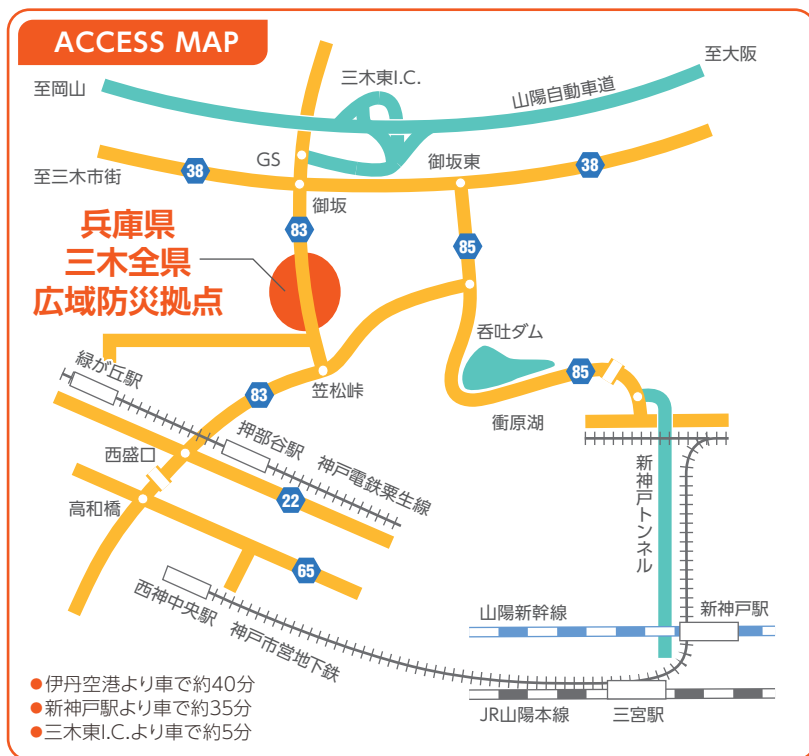 ACCESS MAP
至大阪
三木東I.C.
至岡山
山陽自動車道
GS
御坂東
38
38
至三木市街
御坂
83
85
兵庫県
三木全県
広域防災拠点
呑吐ダム
緑が丘駅
笠松峠
85
83
衝原湖
押部谷駅
西盛口
神戸電鉄粟生線
新神戸トンネル
22
高和橋
65
西神中央駅
神戸市営地下鉄
山陽新幹線
新神戸駅
●伊丹空港より車で約40分
●新神戸駅より車で約35分
●三木東I.C.より車で約5分
JR山陽本線
三宮駅